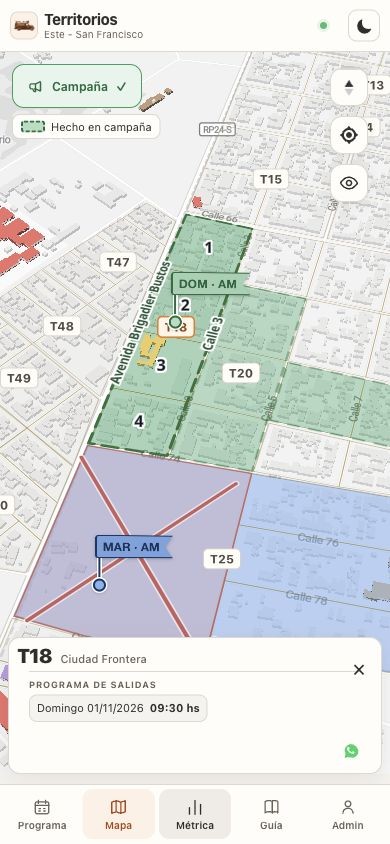 Territorios
Este - San Francisco
Campaña ✓
Hecho en campaña
T13
RP24-S
T15
Calle 66
T47
1
DOM · AM
2
T18
Avenida Brigadier Bustos
Calle 3
T48
3
T49
T20
Calle 7
4
T25
Calle 76
MAR · AM
Calle 78
T18 Ciudad Frontera
PROGRAMA DE SALIDAS
Domingo 01/11/2026 09:30 hs
Programa
Mapa
Métrica
Guía
Admin